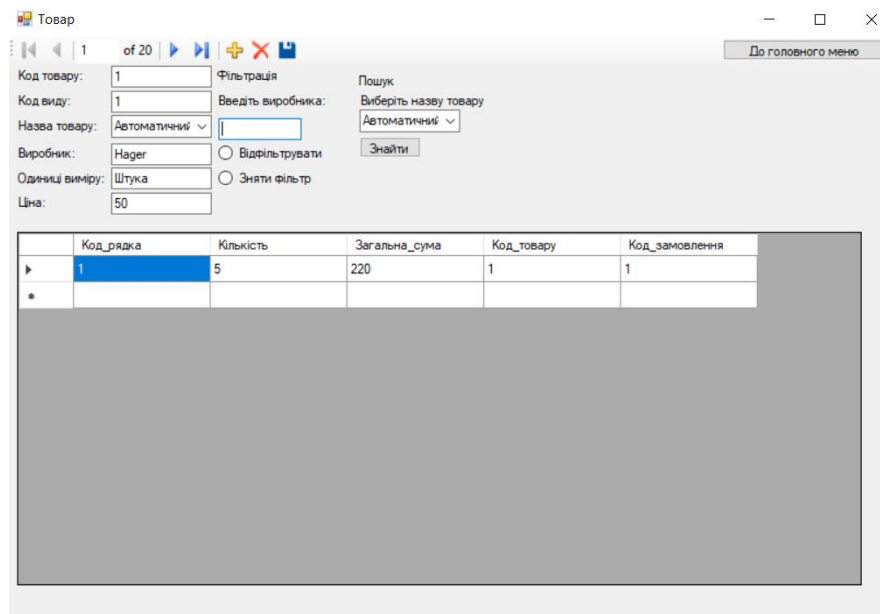 Товар
1 of 20 До головного меню
Код товару: 1 Фільтрація
Пошук
Код виду: 1 Введіть виробника: Виберіть назву товару
Назва товару: Автоматичний Автоматичний
Виробник: Hager Відфільтрувати Знайти
Одиниці виміру: Штука Зняти фільтр
Ціна: 50
Код_рядка Кількість Загальна_сума Код_товару Код_замовлення
1 5 220 1 1